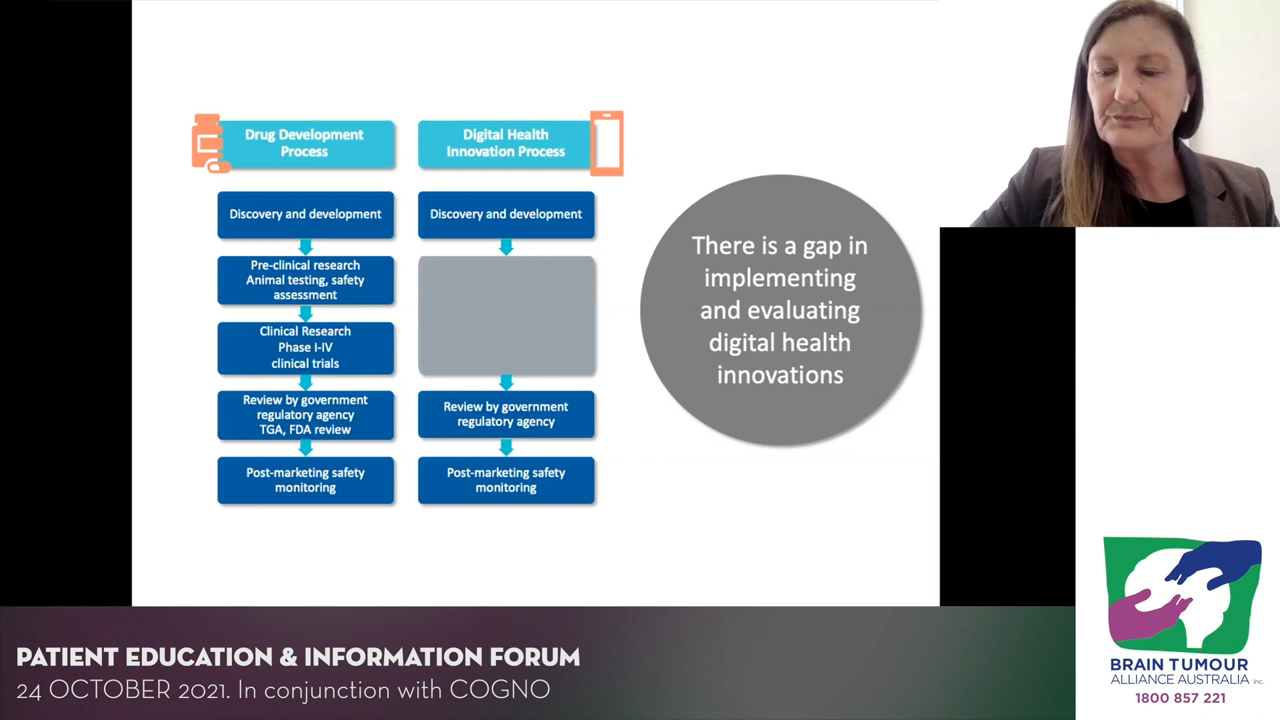 Drug Development
Process
Digital Health
Innovation Process
Discovery and development
Pre-clinical research
Animal testing, safety
assessment
Clinical Research
Phase I-IV
clinical trials
Review by government
regulatory agency
TGA, FDA review
Post-marketing safety
monitoring
Discovery and development
Review by government
regulatory agency
Post-marketing safety
monitoring
There is a gap in
implementing
and evaluating
digital health
innovations
PATIENT EDUCATION & INFORMATION FORUM
24 OCTOBER 2021. In conjunction with COGNO
BRAIN TUMOUR
ALLIANCE AUSTRALIA Inc.
1800 857 221